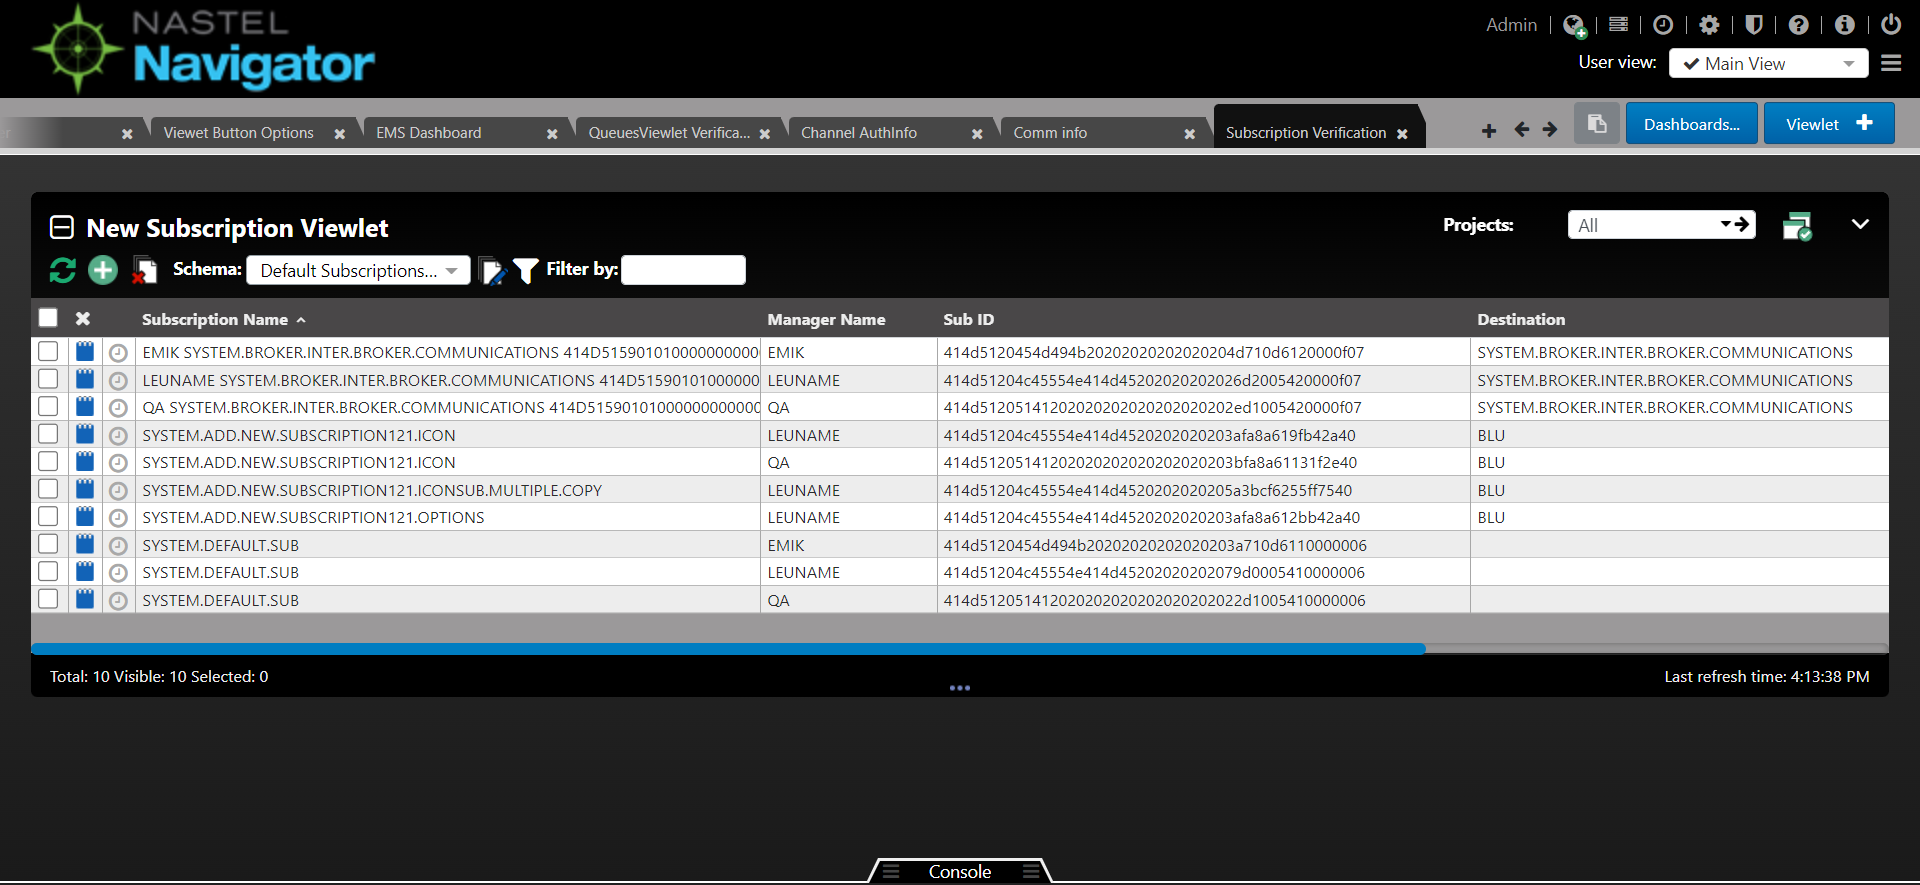 NASTEL
Navigator
Admin
User view: Main View
Viewet Button Options
EMS Dashboard
QueuesViewlet Verifica...
Channel AuthInfo
Comm info
Subscription Verification
Dashboards...
Viewlet
New Subscription Viewlet
Projects: All
Schema: Default Subscriptions... Filter by:
Subscription Name Manager Name Sub ID Destination
EMIK SYSTEM.BROKER.INTER.BROKER.COMMUNICATIONS 414D515901010000000000 EMIK 414d5120454d494b20202020202020204d710d6120000f07 SYSTEM.BROKER.INTER.BROKER.COMMUNICATIONS
LEUNAME SYSTEM.BROKER.INTER.BROKER.COMMUNICATIONS 414D51590101000000 LEUNAME 414d51204c45554e414d45202020202026d2005420000f07 SYSTEM.BROKER.INTER.BROKER.COMMUNICATIONS
QA SYSTEM.BROKER.INTER.BROKER.COMMUNICATIONS 414D51590101000000000000 QA 414d5120514120202020202020202020202ed1005420000f07 SYSTEM.BROKER.INTER.BROKER.COMMUNICATIONS
SYSTEM.ADD.NEW.SUBSCRIPTION121.ICON LEUNAME 414d51204c45554e414d4520202020203afa8a619fb42a40 BLU
SYSTEM.ADD.NEW.SUBSCRIPTION121.ICON QA 414d5120514120202020202020202020203bfa8a61131f2e40 BLU
SYSTEM.ADD.NEW.SUBSCRIPTION121.ICONSUB.MULTIPLE.COPY LEUNAME 414d51204c45554e414d4520202020205a3bcf6255ff7540 BLU
SYSTEM.ADD.NEW.SUBSCRIPTION121.OPTIONS LEUNAME 414d51204c45554e414d4520202020203afa8a612bb42a40 BLU
SYSTEM.DEFAULT.SUB EMIK 414d5120454d494b20202020202020203a710d6110000006
SYSTEM.DEFAULT.SUB LEUNAME 414d51204c45554e414d45202020202079d0005410000006
SYSTEM.DEFAULT.SUB QA 414d51205141202020202020202020202022d1005410000006
Total: 10 Visible: 10 Selected: 0
Last refresh time: 4:13:38 PM
Console